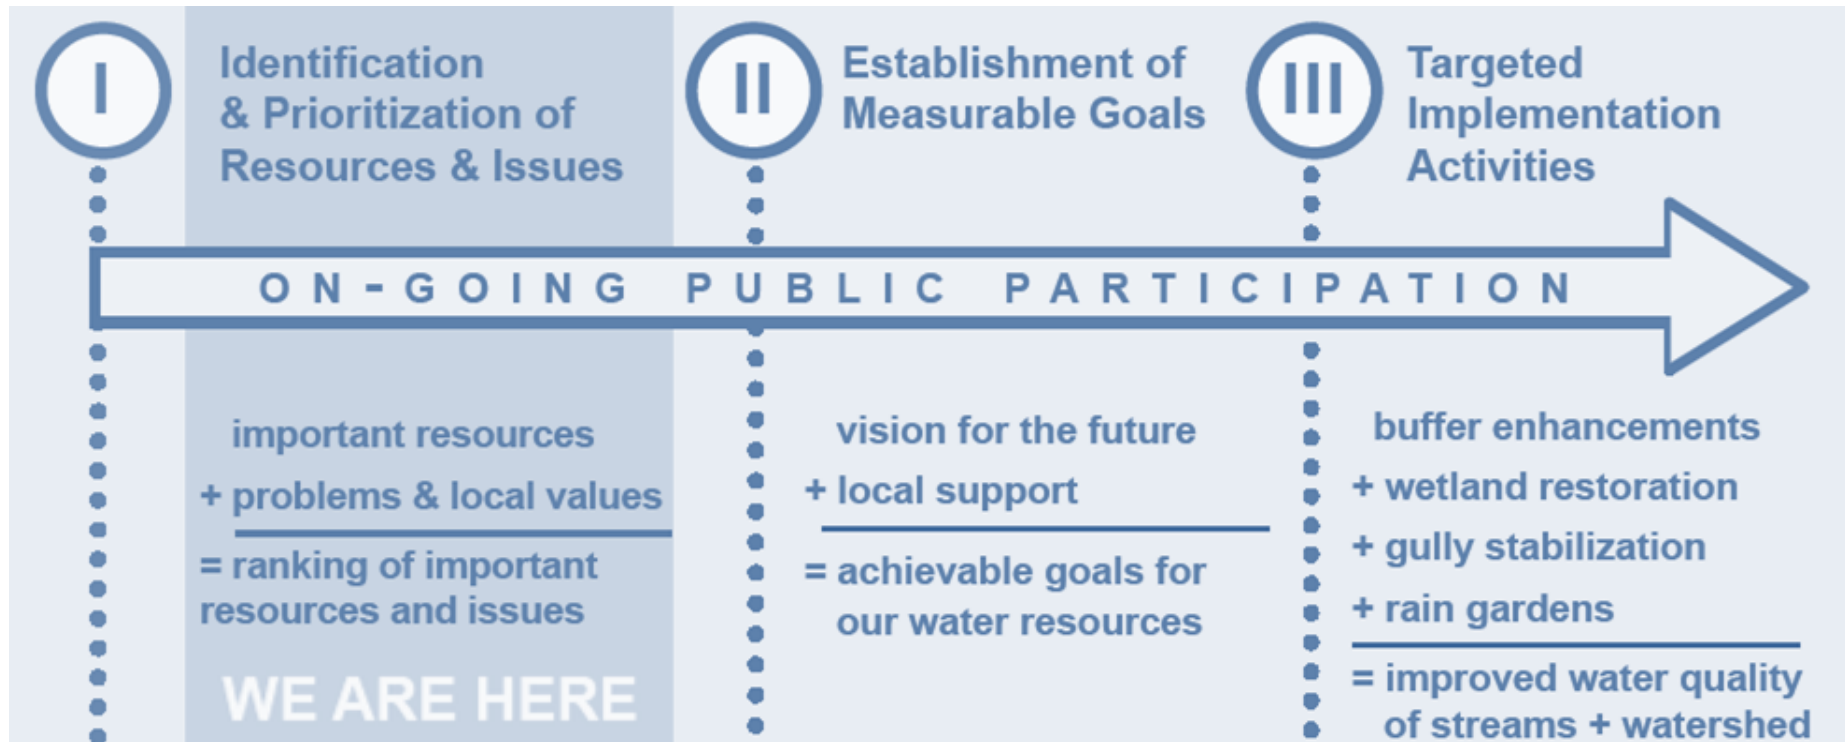 I
Identification
& Prioritization of
Resources & Issues
II
Establishment of
Measurable Goals
III
Targeted
Implementation
Activities
ON-GOING PUBLIC PARTICIPATION
important resources
+ problems & local values
= ranking of important
resources and issues
WE ARE HERE
vision for the future
+ local support
= achievable goals for
our water resources
buffer enhancements
+ wetland restoration
+ gully stabilization
+ rain gardens
= improved water quality
of streams + watershed